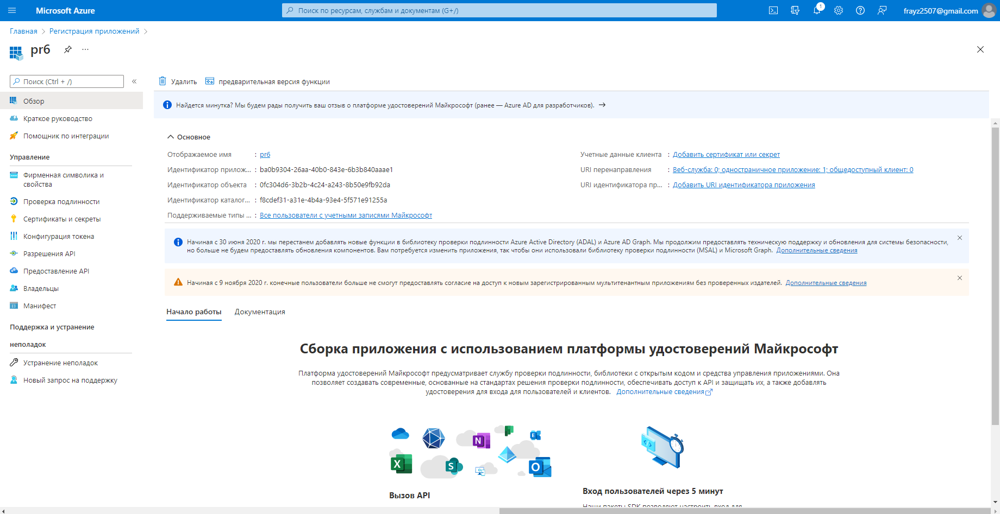 Microsoft Azure
Поиск по ресурсам, службам и документам (G+/)
1
frayz2507@gmail.com
Главная > Регистрация приложений >
pr6
Поиск (Ctrl + /)
Удалить
предварительная версия функции
Обзор
Краткое руководство
Помощник по интеграции
Управление
Фирменная символика и
свойства
Проверка подлинности
Сертификаты и секреты
Конфигурация токена
Разрешения API
Предоставление API
Владельцы
Манифест
Поддержка и устранение
неполадок
Устранение неполадок
Новый запрос на поддержку
Найдется минутка? Мы будем рады получить ваш отзыв о платформе удостоверений Майкрософт (ранее — Azure AD для разработчиков). →
Основное
Отображаемое имя : pr6
Идентификатор прилож... : ba0b9304-26aa-40b0-843e-6b3b840aaae1
Идентификатор объекта : 0fc304d6-3b2b-4c24-a243-8b50e9fb92da
Идентификатор каталог... : f8cdef31-a31e-4b4a-93e4-5f571e91255a
Поддерживаемые типы ... : Все пользователи с учетными записями Майкрософт
Учетные данные клиента : Добавить сертификат или секрет
URI перенаправления : Веб-служба: 0; одностраничное приложение: 1; общедоступный клиент: 0
URI идентификатора пр... : Добавить URI идентификатора приложения
Начиная с 30 июня 2020 г. мы перестанем добавлять новые функции в библиотеку проверки подлинности Azure Active Directory (ADAL) и Azure AD Graph. Мы продолжим предоставлять техническую поддержку и обновления для системы безопасности,
но больше не будем предоставлять обновления компонентов. Вам потребуется изменить приложения, так чтобы они использовали библиотеку проверки подлинности (MSAL) и Microsoft Graph. Дополнительные сведения
Начиная с 9 ноября 2020 г. конечные пользователи больше не смогут предоставлять согласие на доступ к новым зарегистрированным мультитенантным приложениям без проверенных издателей. Дополнительные сведения
Начало работы
Документация
Сборка приложения с использованием платформы удостоверений Майкрософт
Платформа удостоверений Майкрософт предусматривает службу проверки подлинности, библиотеки с открытым кодом и средства управления приложениями. Она
позволяет создавать современные, основанные на стандартах решения проверки подлинности, обеспечивать доступ к API и защищать их, а также добавлять
удостоверения для входа для пользователей и клиентов. Дополнительные сведения
N
E
X
S
O
Вызов API
Вход пользователей через 5 минут
Наши пакеты SDK позволяют настроить вход для